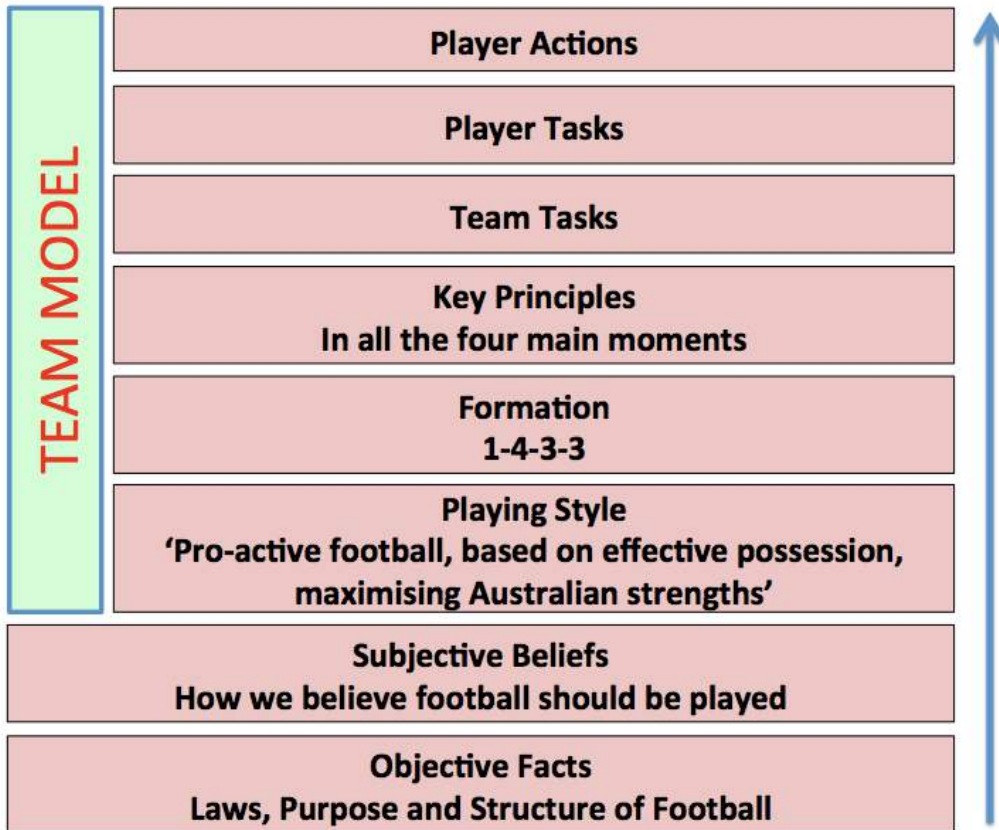 TEAM MODEL
Player Actions
Player Tasks
Team Tasks
Key Principles
In all the four main moments
Formation
1-4-3-3
Playing Style
‘Pro-active football, based on effective possession,
maximising Australian strengths’
Subjective Beliefs
How we believe football should be played
Objective Facts
Laws, Purpose and Structure of Football